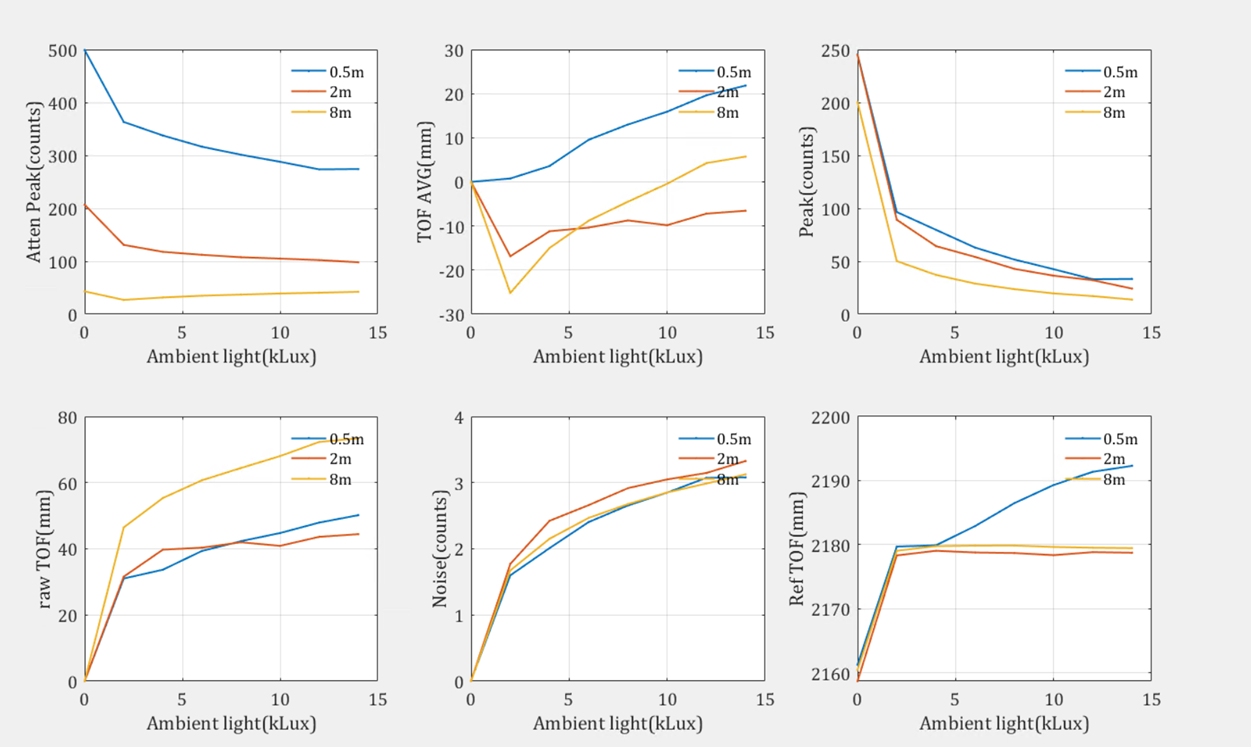 500
400
300
200
100
0
0
5
10
15
Atten Peak(counts)
Ambient light(kLux)
0.5m
2m
8m
30
20
10
0
-10
-20
-30
0
5
10
15
TOF AVG(mm)
Ambient light(kLux)
0.5m
2m
8m
250
200
150
100
50
0
0
5
10
15
Peak(counts)
Ambient light(kLux)
0.5m
2m
8m
80
60
40
20
0
0
5
10
15
raw TOF(mm)
Ambient light(kLux)
0.5m
2m
8m
4
3
2
1
0
0
5
10
15
Noise(counts)
Ambient light(kLux)
0.5m
2m
8m
2200
2190
2180
2170
2160
0
5
10
15
Ref TOF(mm)
Ambient light(kLux)
0.5m
2m
8m